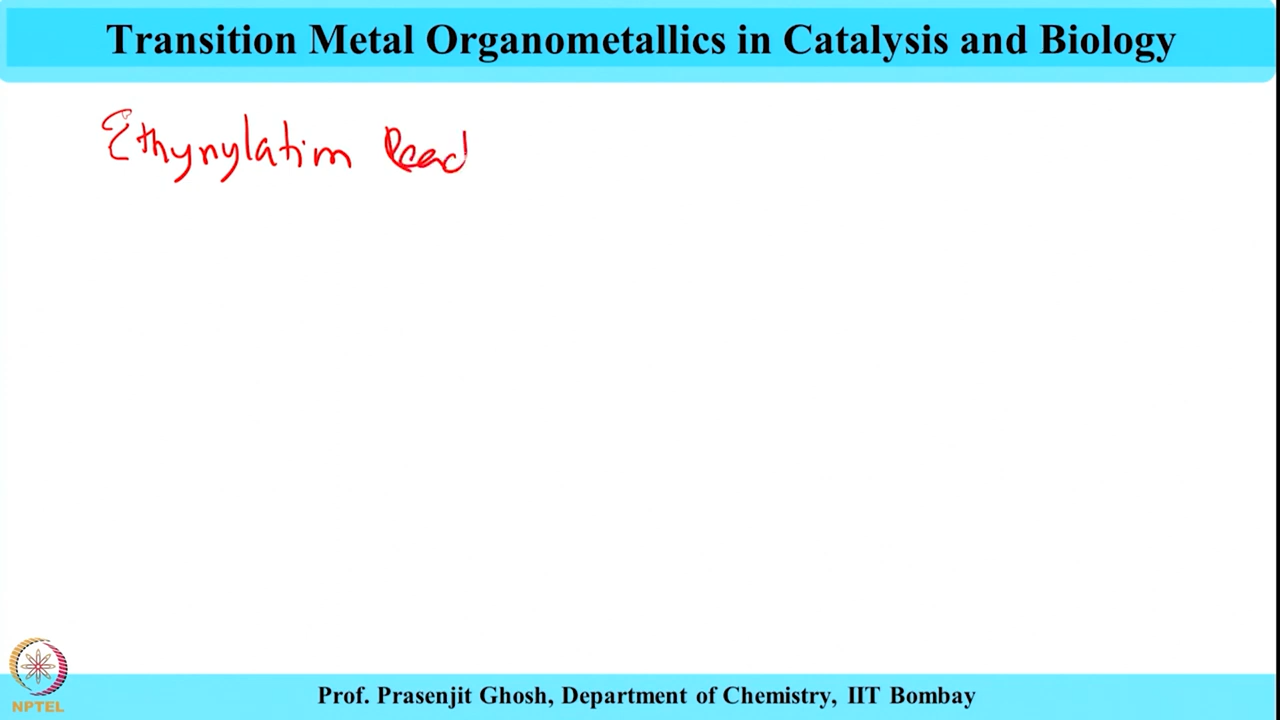 Transition Metal Organometallics in Catalysis and Biology
Ethynylation Reac
NPTEL
Prof. Prasenjit Ghosh, Department of Chemistry, IIT Bombay